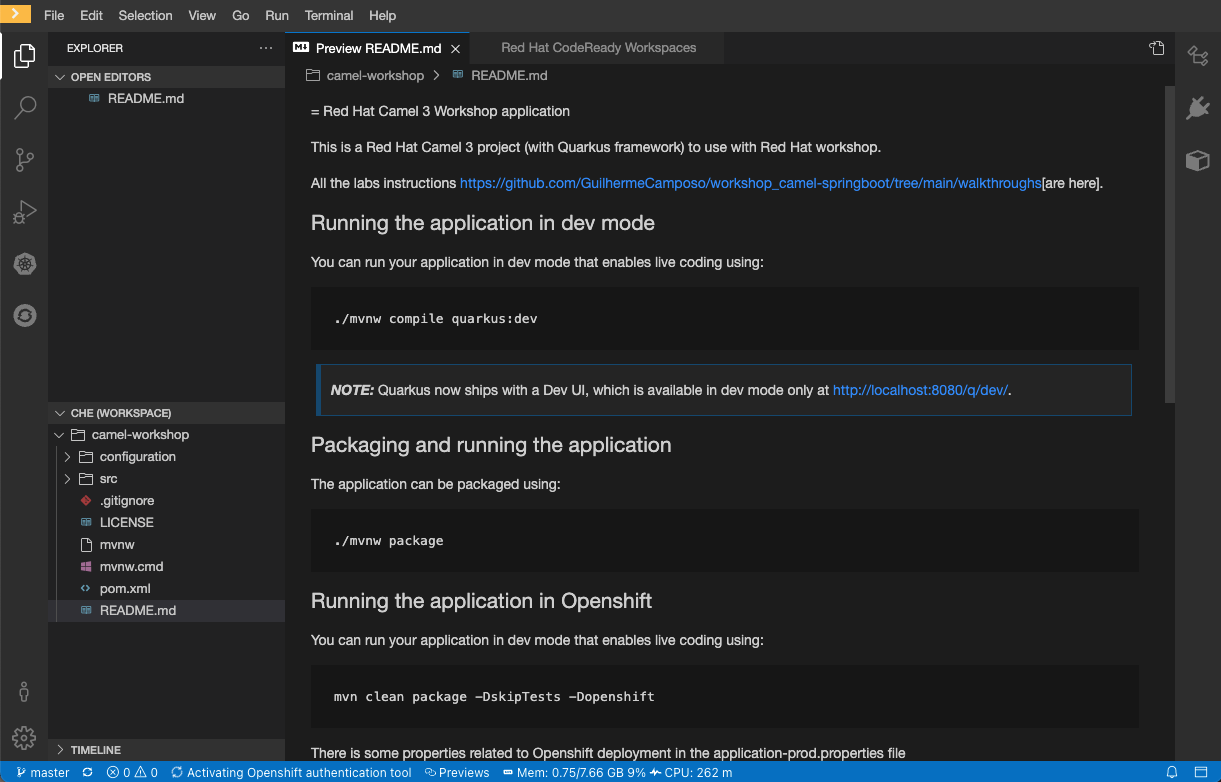 File Edit Selection View Go Run Terminal Help
EXPLORER
OPEN EDITORS
README.md
CHE (WORKSPACE)
camel-workshop
configuration
src
.gitignore
LICENSE
mvnw
mvnw.cmd
pom.xml
README.md
TIMELINE
Preview README.md
Red Hat CodeReady Workspaces
camel-workshop README.md
= Red Hat Camel 3 Workshop application
This is a Red Hat Camel 3 project (with Quarkus framework) to use with Red Hat workshop.
All the labs instructions https://github.com/GuilhermeCamposo/workshop_camel-springboot/tree/main/walkthroughs[are here].
Running the application in dev mode
You can run your application in dev mode that enables live coding using:
./mvnw compile quarkus:dev
NOTE: Quarkus now ships with a Dev UI, which is available in dev mode only at http://localhost:8080/q/dev/.
Packaging and running the application
The application can be packaged using:
./mvnw package
Running the application in Openshift
You can run your application in dev mode that enables live coding using:
mvn clean package -DskipTests -Dopenshift
There is some properties related to Openshift deployment in the application-prod.properties file
master 0 0 Activating Openshift authentication tool Previews Mem: 0.75/7.66 GB 9% CPU: 262 m